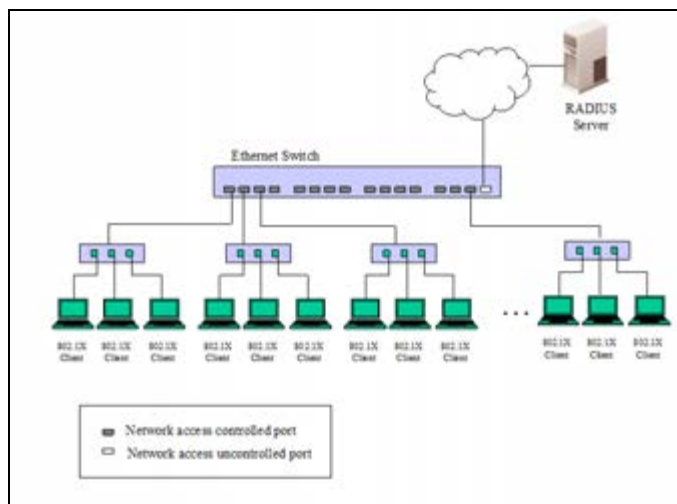 RADIUS
Server
Ethernet Switch
802.1X
Client
802.1X
Client
802.1X
Client
802.1X
Client
802.1X
Client
802.1X
Client
802.1X
Client
802.1X
Client
802.1X
Client
. . .
802.1X
Client
802.1X
Client
802.1X
Client
Network access controlled port
Network access uncontrolled port